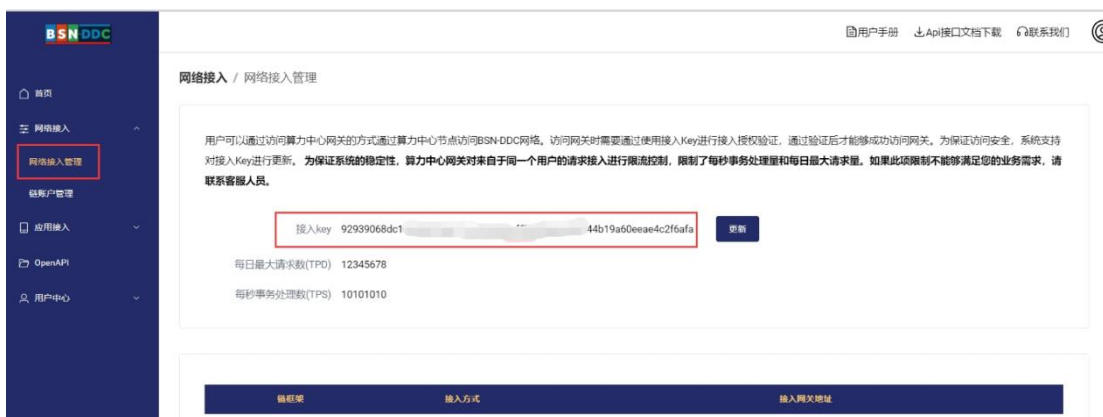 BSN DDC
用户手册 Api接口文档下载 联系我们
网络接入 / 网络接入管理
首页
网络接入
网络接入管理
链账户管理
应用接入
OpenAPI
用户中心
用户可以通过访问算力中心网关的方式通过算力中心节点访问BSN-DDC网络。访问网关时需要通过使用接入Key进行接入授权验证，通过验证后才能够成功访问网关。为保证访问安全，系统支持
对接入Key进行更新。 为保证系统的稳定性，算力中心网关对来自于同一个用户的请求接入进行限流控制，限制了每秒事务处理量和每日最大请求量。如果此项限制不能够满足您的业务需求，请
联系客服人员。
接入key 92939068dc1 44b19a60eeae4c2f6afa 更新
每日最大请求数(TPD) 12345678
每秒事务处理数(TPS) 10101010
链框架 接入方式 接入网关地址